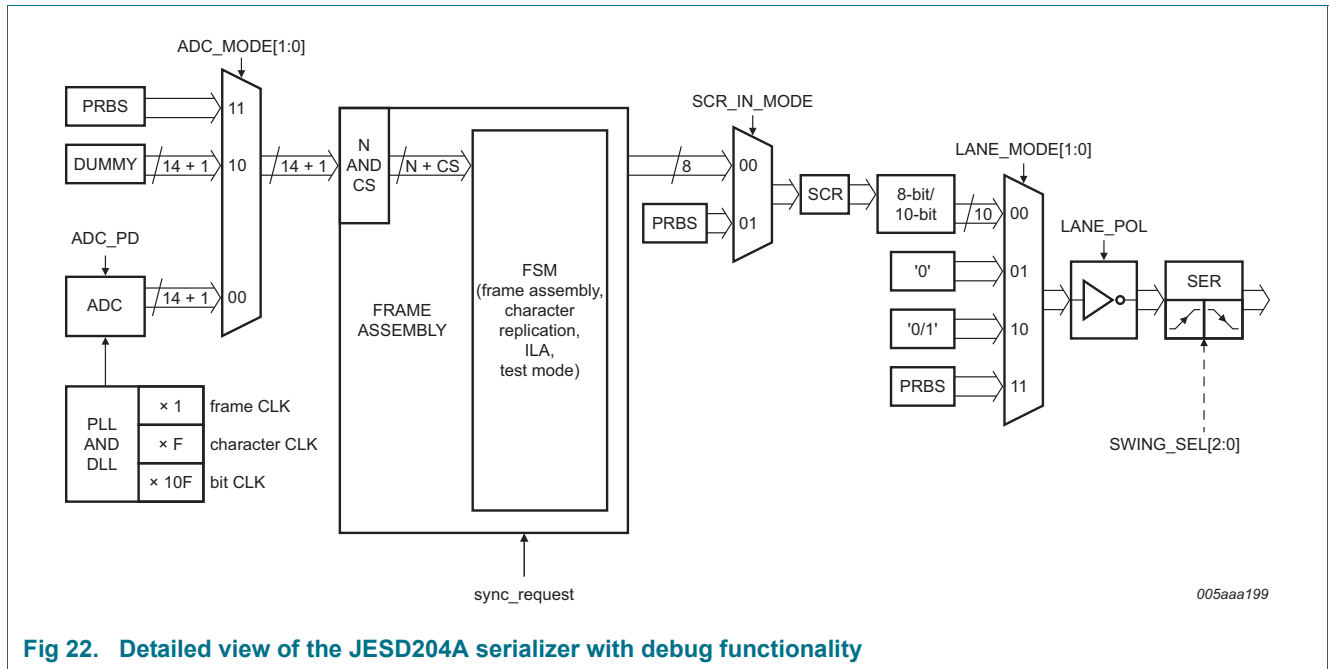 ADC_MODE[1:0]
PRBS
11
DUMMY
14 + 1
10
14 + 1
ADC_PD
ADC
14 + 1
00
PLL
AND
DLL
× 1
frame CLK
× F
character CLK
× 10F
bit CLK
N
AND
CS
N + CS
FRAME
ASSEMBLY
FSM
(frame assembly,
character
replication,
ILA,
test mode)
sync_request
SCR_IN_MODE
8
00
PRBS
01
SCR
8-bit/
10-bit
10
LANE_MODE[1:0]
00
'0'
01
'0/1'
10
PRBS
11
LANE_POL
SER
SWING_SEL[2:0]
005aaa199
Fig 22. Detailed view of the JESD204A serializer with debug functionality